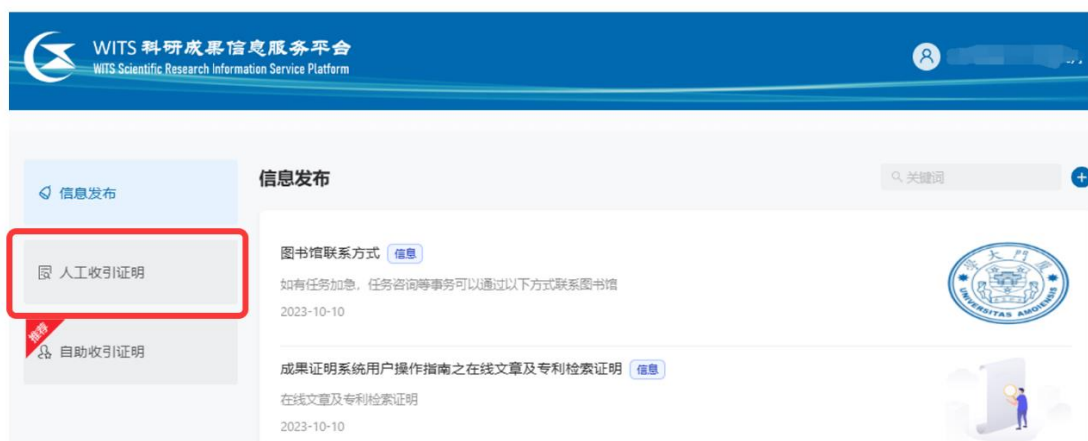 WITS 科研成果信息服务平台
WITS Scientific Research Information Service Platform
信息发布
人工收引证明
推荐
自助收引证明
信息发布
关键词
图书馆联系方式 信息
如有任务加急，任务咨询等事务可以通过以下方式联系图书馆
2023-10-10
UNIVERSITAS AMOIENSIS
成果证明系统用户操作指南之在线文章及专利检索证明 信息
在线文章及专利检索证明
2023-10-10